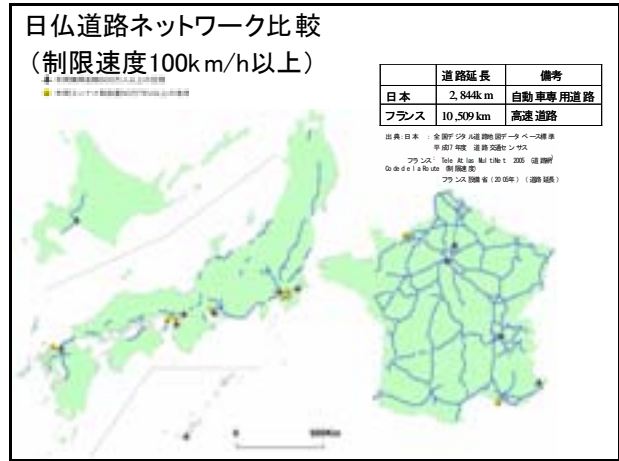 日仏道路ネットワーク比較
(制限速度100km/h以上)
道路延長 備考
日本 2,844km 自動車専用道路
フランス 10,509km 高速道路
出典:日本 : 全国デジタル道路地図データベース標準
平成17年度 道路交通センサス
フランス: Tele Atlas MultiNet 2005 (道路網)
Code de la Route (制限速度)
フランス設備省(2005年)(道路延長)
0 500Km